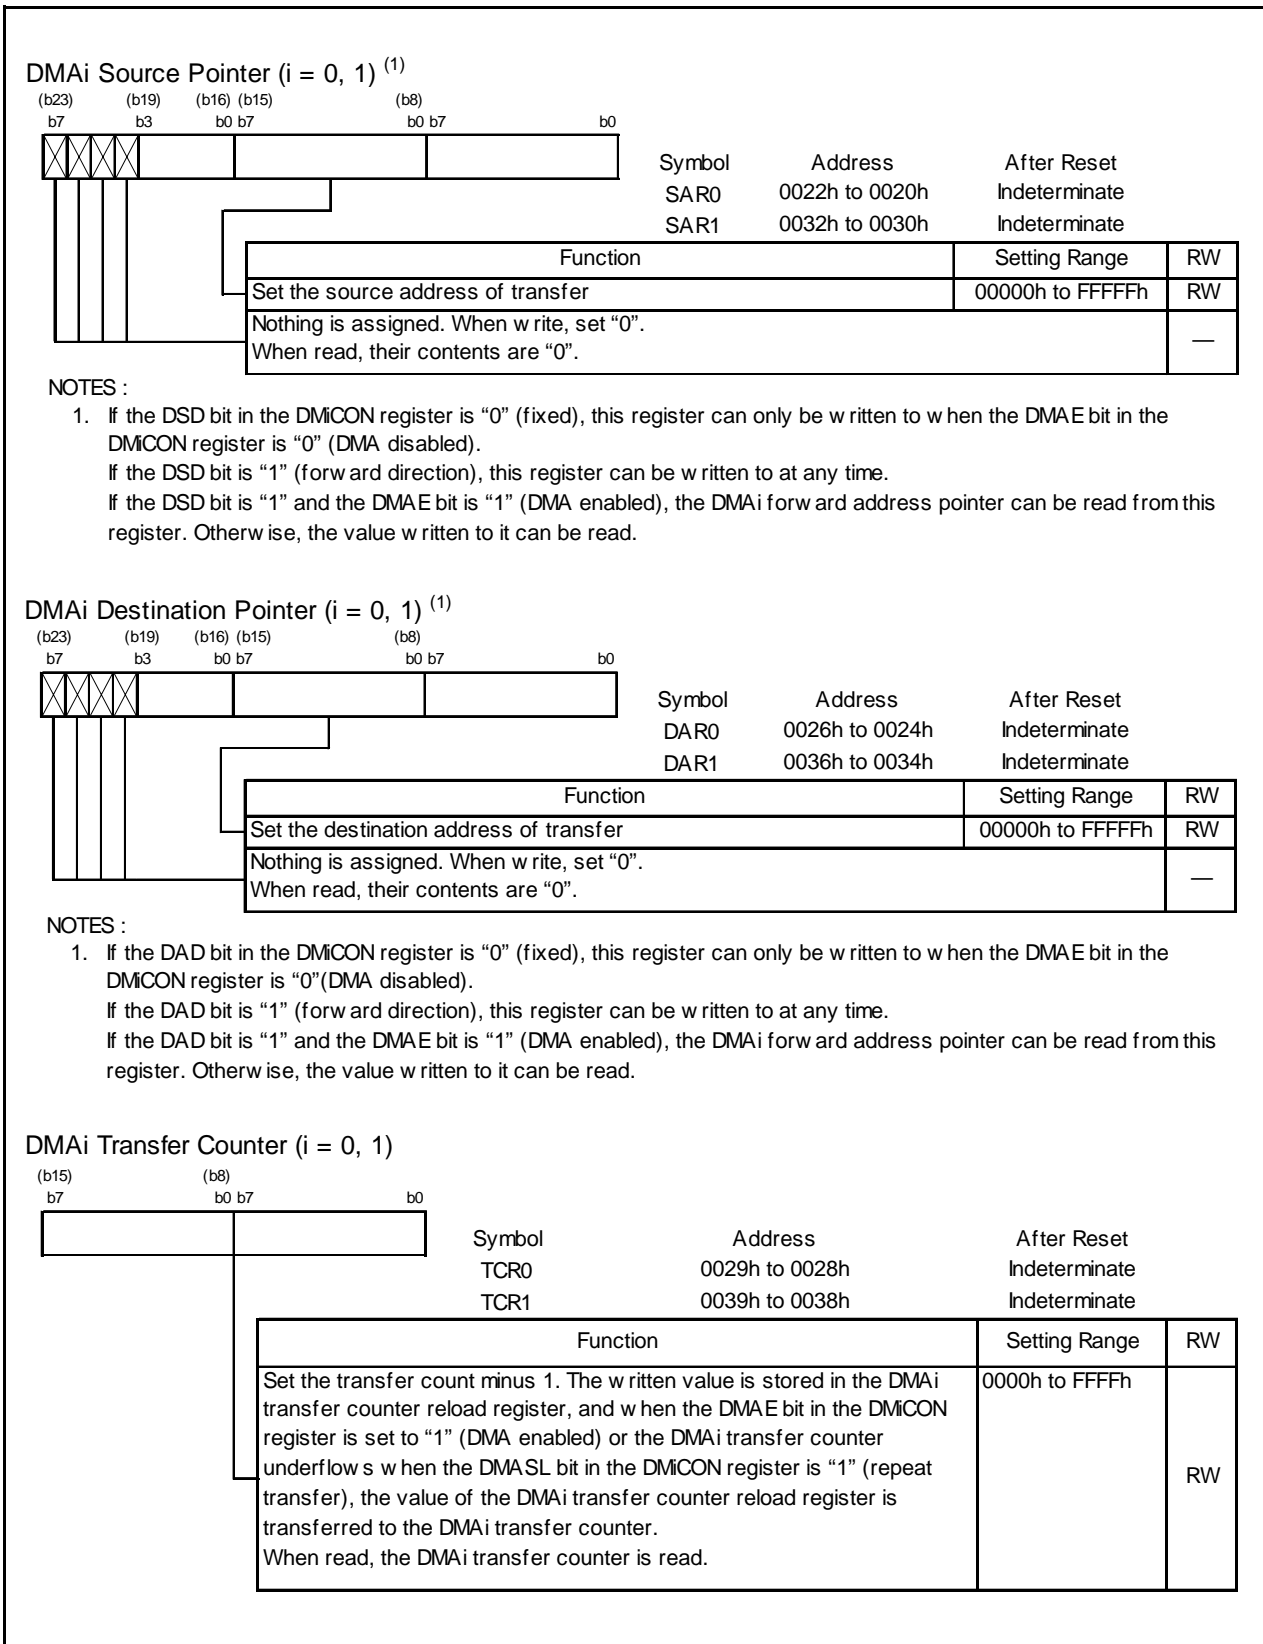 DMAi Source Pointer (i = 0, 1) (1)
(b23) (b19) (b16) (b15) (b8)
b7 b3 b0 b7 b0 b7 b0
Symbol Address After Reset
SAR0 0022h to 0020h Indeterminate
SAR1 0032h to 0030h Indeterminate
Function Setting Range RW
Set the source address of transfer 00000h to FFFFFh RW
Nothing is assigned. When write, set “0”.
When read, their contents are “0”. —
NOTES :
1. If the DSD bit in the DMiCON register is “0” (fixed), this register can only be written to when the DMAE bit in the
DMiCON register is “0” (DMA disabled).
If the DSD bit is “1” (forward direction), this register can be written to at any time.
If the DSD bit is “1” and the DMAE bit is “1” (DMA enabled), the DMAi forward address pointer can be read from this
register. Otherwise, the value written to it can be read.
DMAi Destination Pointer (i = 0, 1) (1)
(b23) (b19) (b16) (b15) (b8)
b7 b3 b0 b7 b0 b7 b0
Symbol Address After Reset
DAR0 0026h to 0024h Indeterminate
DAR1 0036h to 0034h Indeterminate
Function Setting Range RW
Set the destination address of transfer 00000h to FFFFFh RW
Nothing is assigned. When write, set “0”.
When read, their contents are “0”. —
NOTES :
1. If the DAD bit in the DMiCON register is “0” (fixed), this register can only be written to when the DMAE bit in the
DMiCON register is “0”(DMA disabled).
If the DAD bit is “1” (forward direction), this register can be written to at any time.
If the DAD bit is “1” and the DMAE bit is “1” (DMA enabled), the DMAi forward address pointer can be read from this
register. Otherwise, the value written to it can be read.
DMAi Transfer Counter (i = 0, 1)
(b15) (b8)
b7 b0 b7 b0
Symbol Address After Reset
TCR0 0029h to 0028h Indeterminate
TCR1 0039h to 0038h Indeterminate
Function Setting Range RW
Set the transfer count minus 1. The written value is stored in the DMAi 0000h to FFFFh
transfer counter reload register, and when the DMAE bit in the DMiCON
register is set to “1” (DMA enabled) or the DMAi transfer counter
underflows when the DMASL bit in the DMiCON register is “1” (repeat RW
transfer), the value of the DMAi transfer counter reload register is
transferred to the DMAi transfer counter.
When read, the DMAi transfer counter is read.